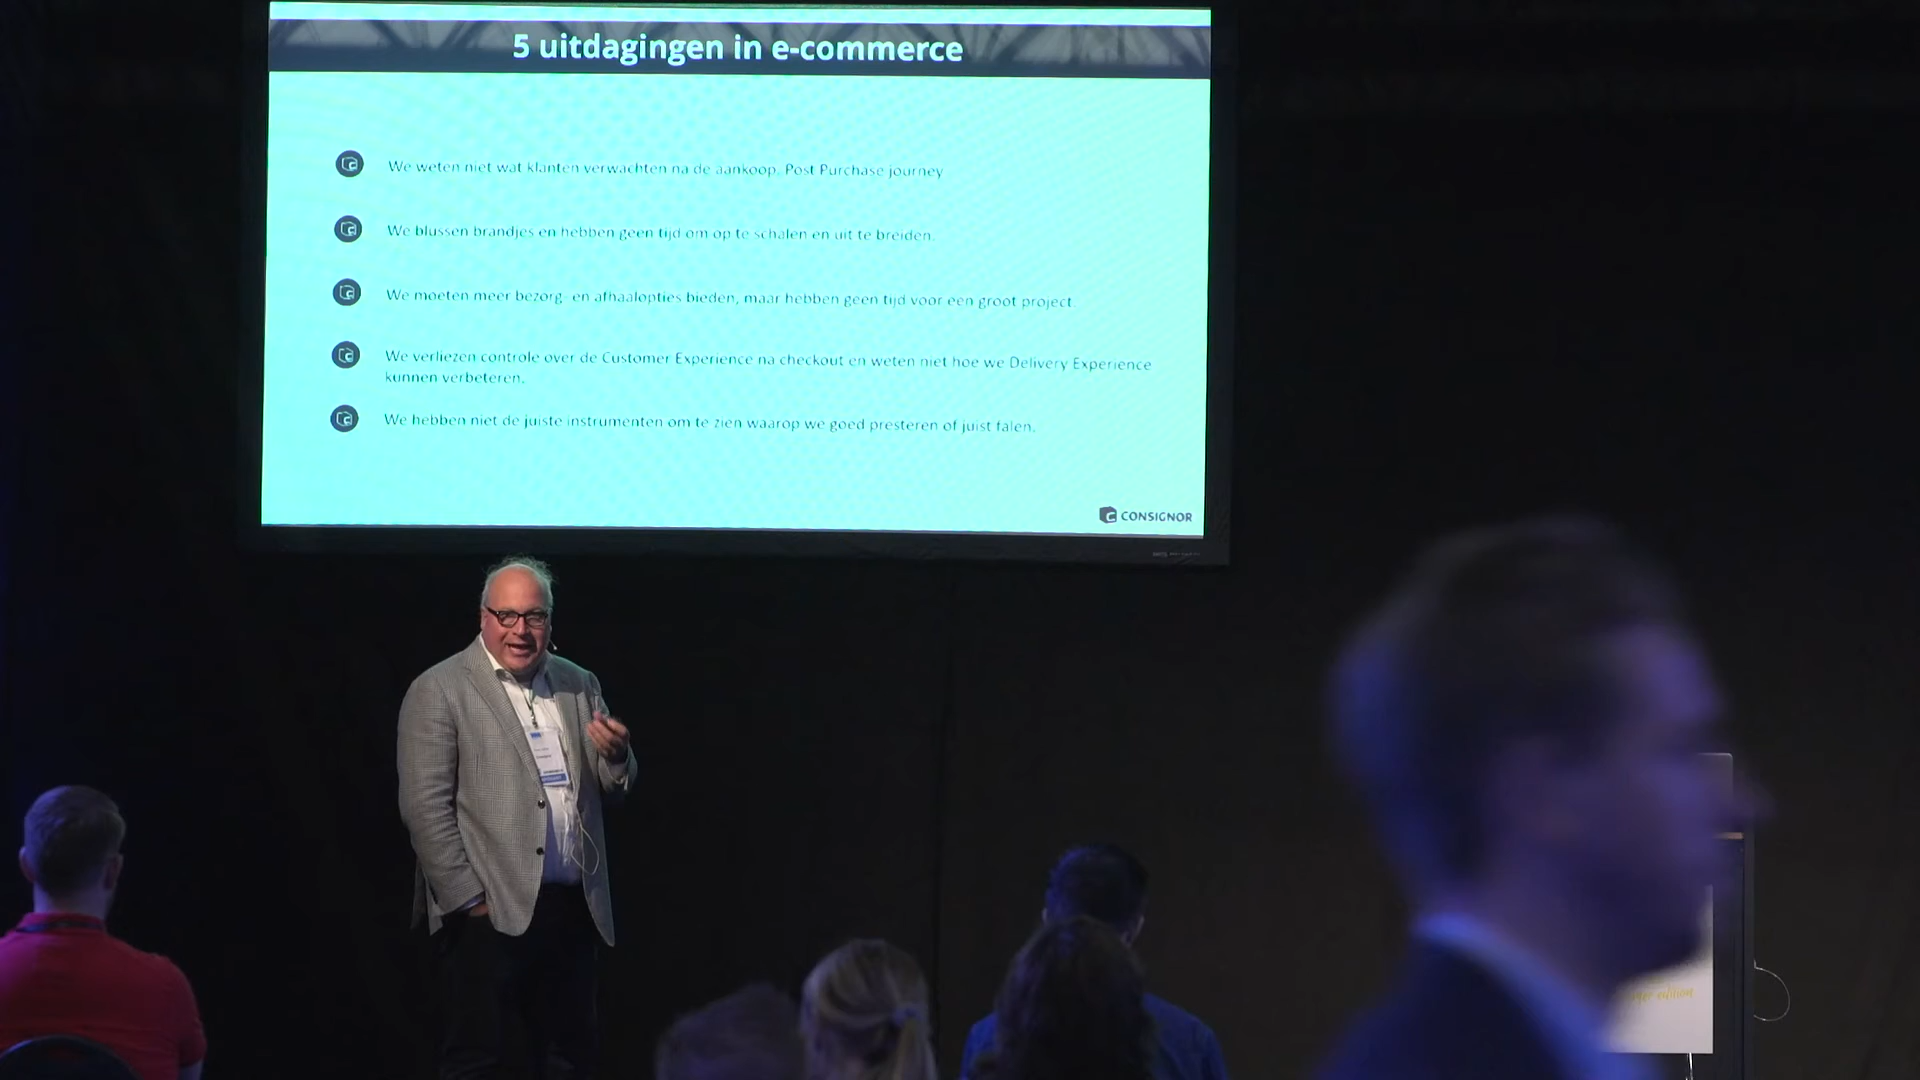 5 uitdagingen in e-commerce
We weten niet wat klanten verwachten na de aankoop. Post Purchase journey
We blussen brandjes en hebben geen tijd om op te schalen en uit te breiden.
We moeten meer bezorg- en afhaalopties bieden, maar hebben geen tijd voor een groot project.
We verliezen controle over de Customer Experience na checkout en weten niet hoe we Delivery Experience
kunnen verbeteren.
We hebben niet de juiste instrumenten om te zien waarop we goed presteren of juist falen.
CONSIGNOR
edition